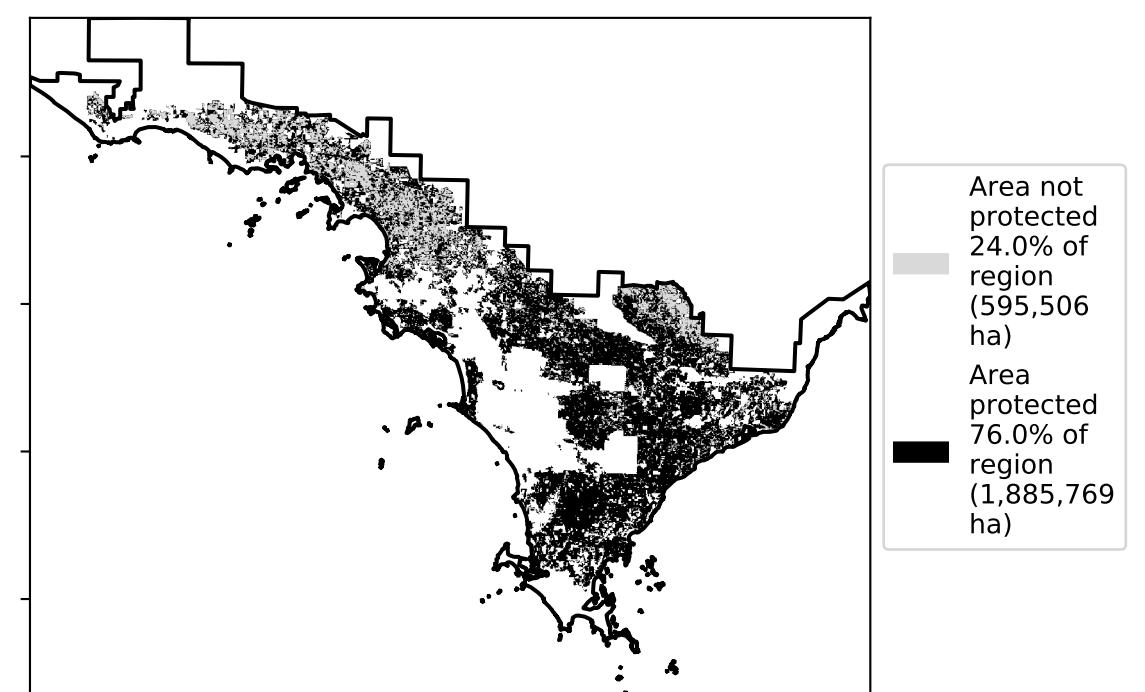 Area not
protected
24.0% of
region
(595,506
ha)
Area
protected
76.0% of
region
(1,885,769
ha)